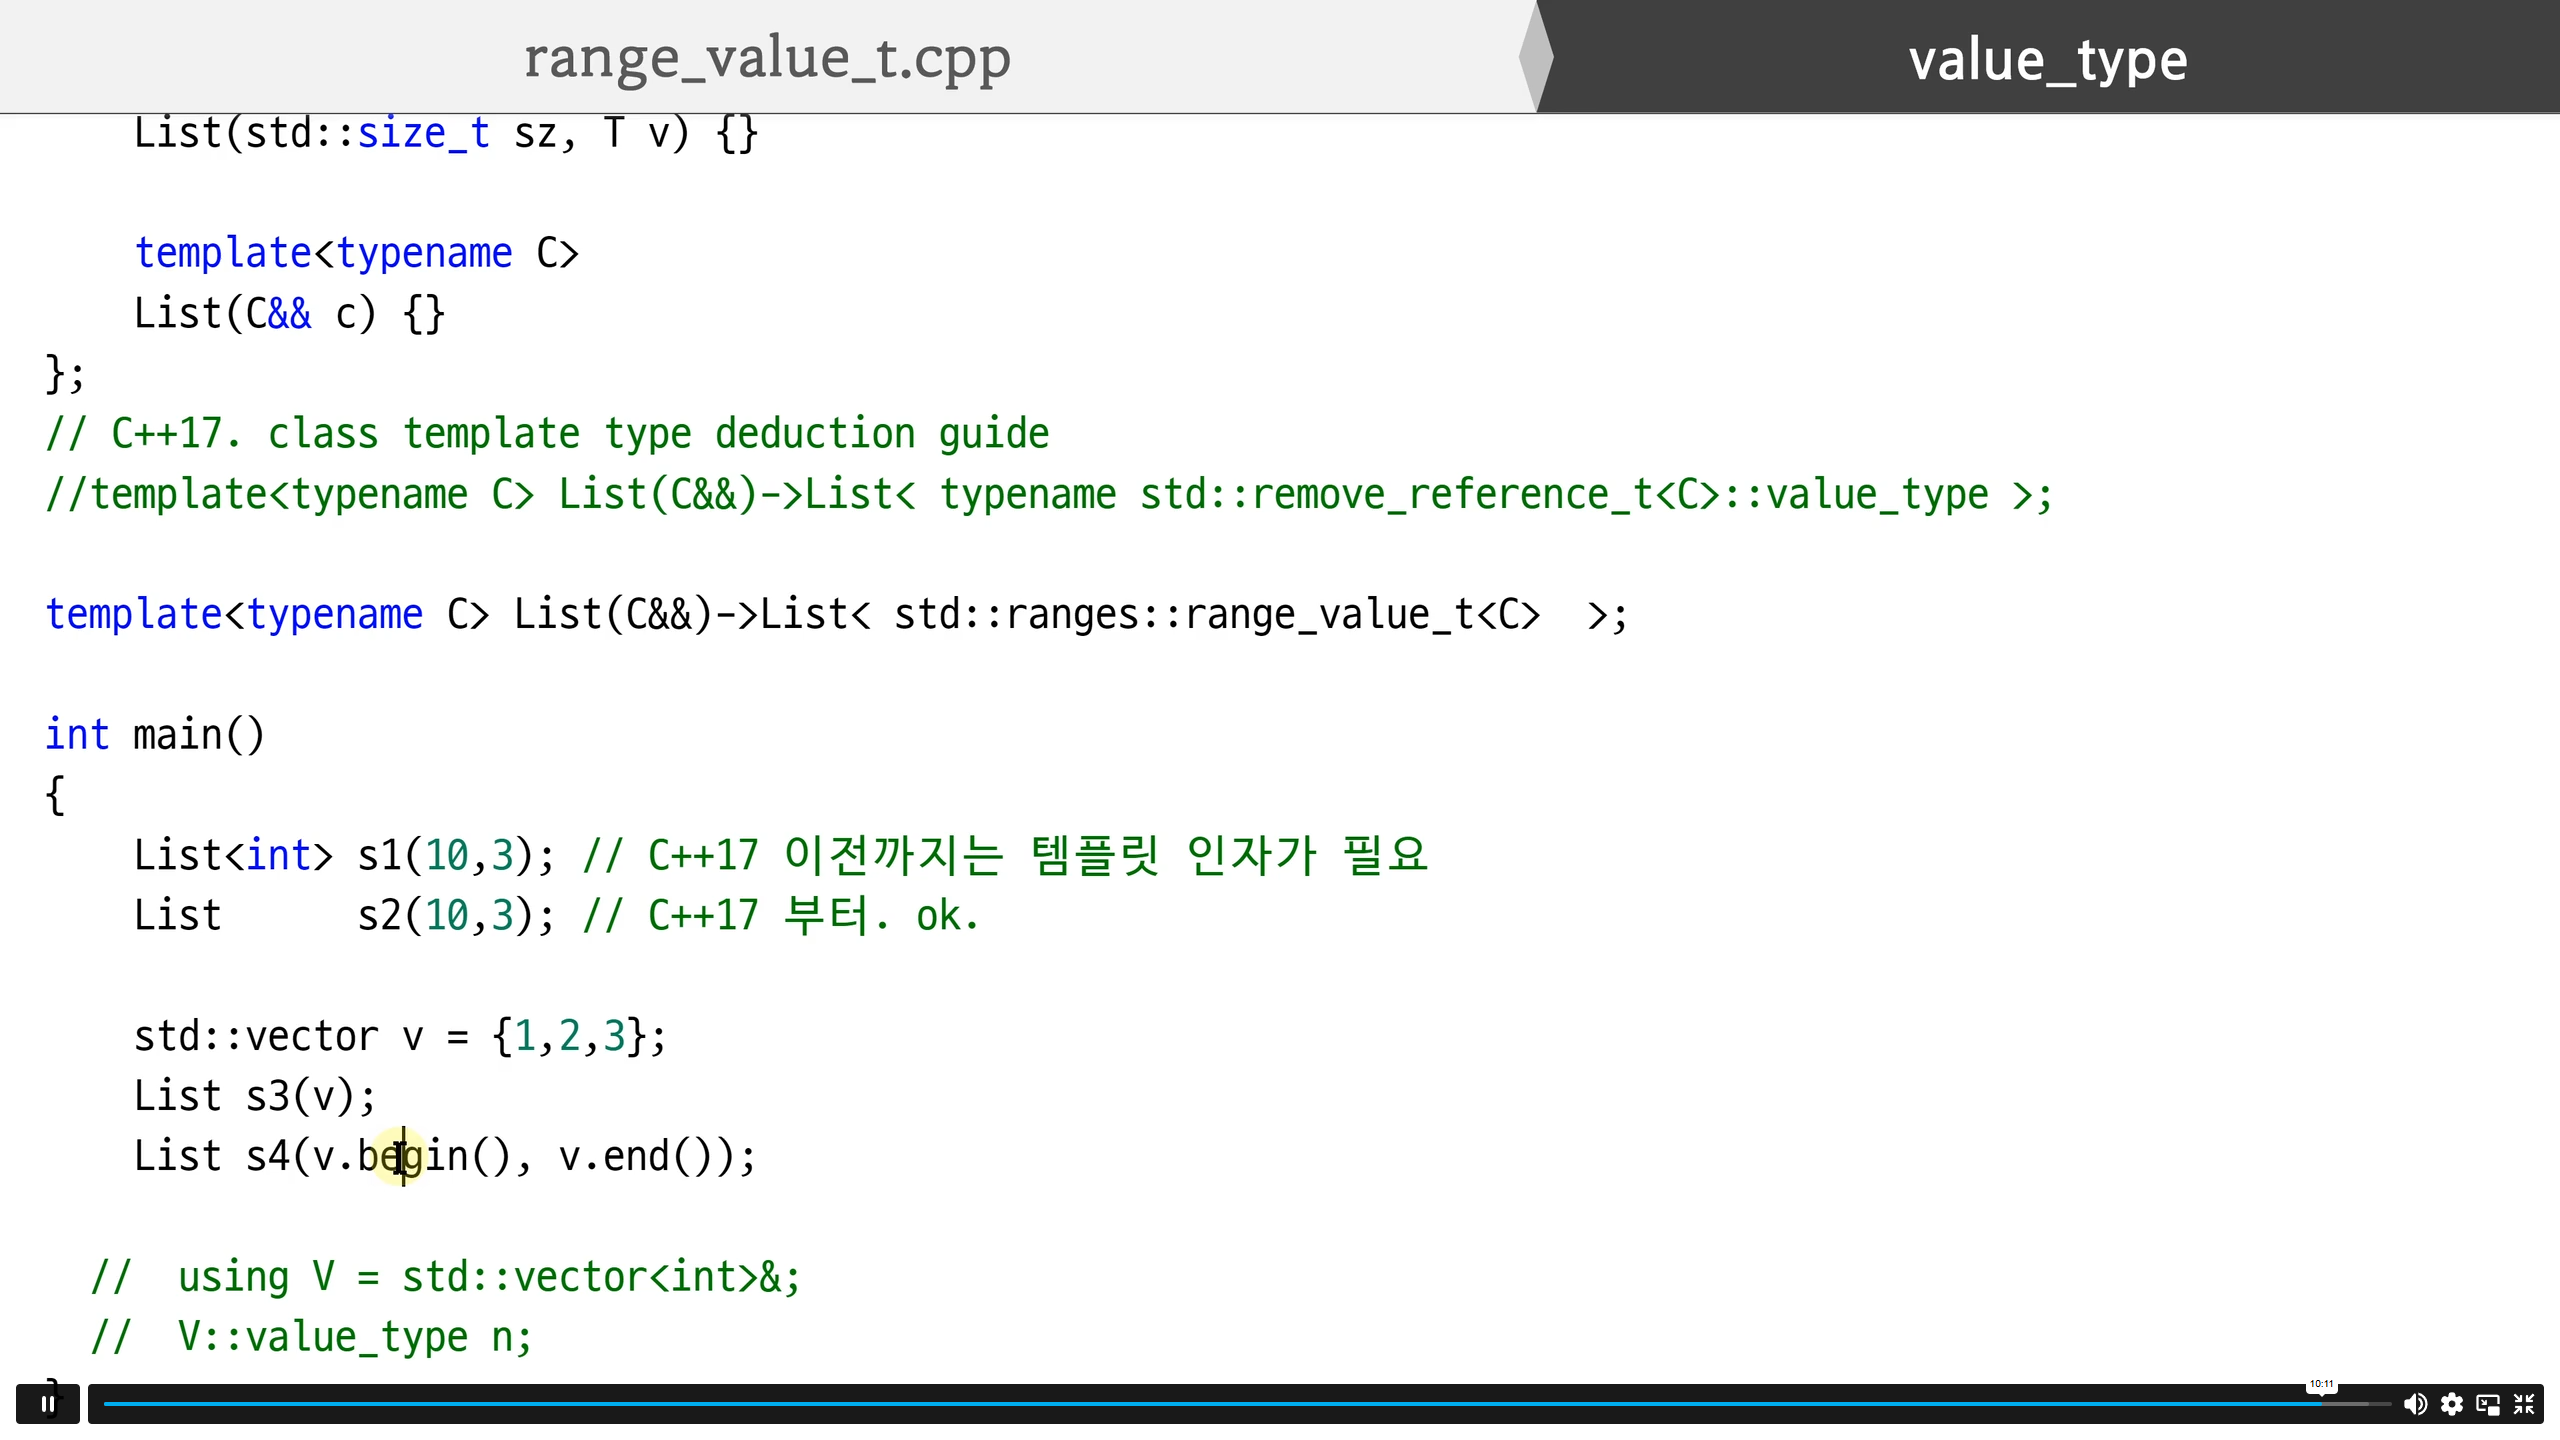 range_value_t.cpp
value_type
List(std::size_t sz, T v) {}
template<typename C>
List(C&& c) {}
};
// C++17. class template type deduction guide
//template<typename C> List(C&&)->List< typename std::remove_reference_t<C>::value_type >;
template<typename C> List(C&&)->List< std::ranges::range_value_t<C>  >;
int main()
{
List<int> s1(10,3); // C++17 이전까지는 템플릿 인자가 필요
List      s2(10,3); // C++17 부터. ok.
std::vector v = {1,2,3};
List s3(v);
List s4(v.begin(), v.end());
//  using V = std::vector<int>&;
//  V::value_type n;
}
10:11